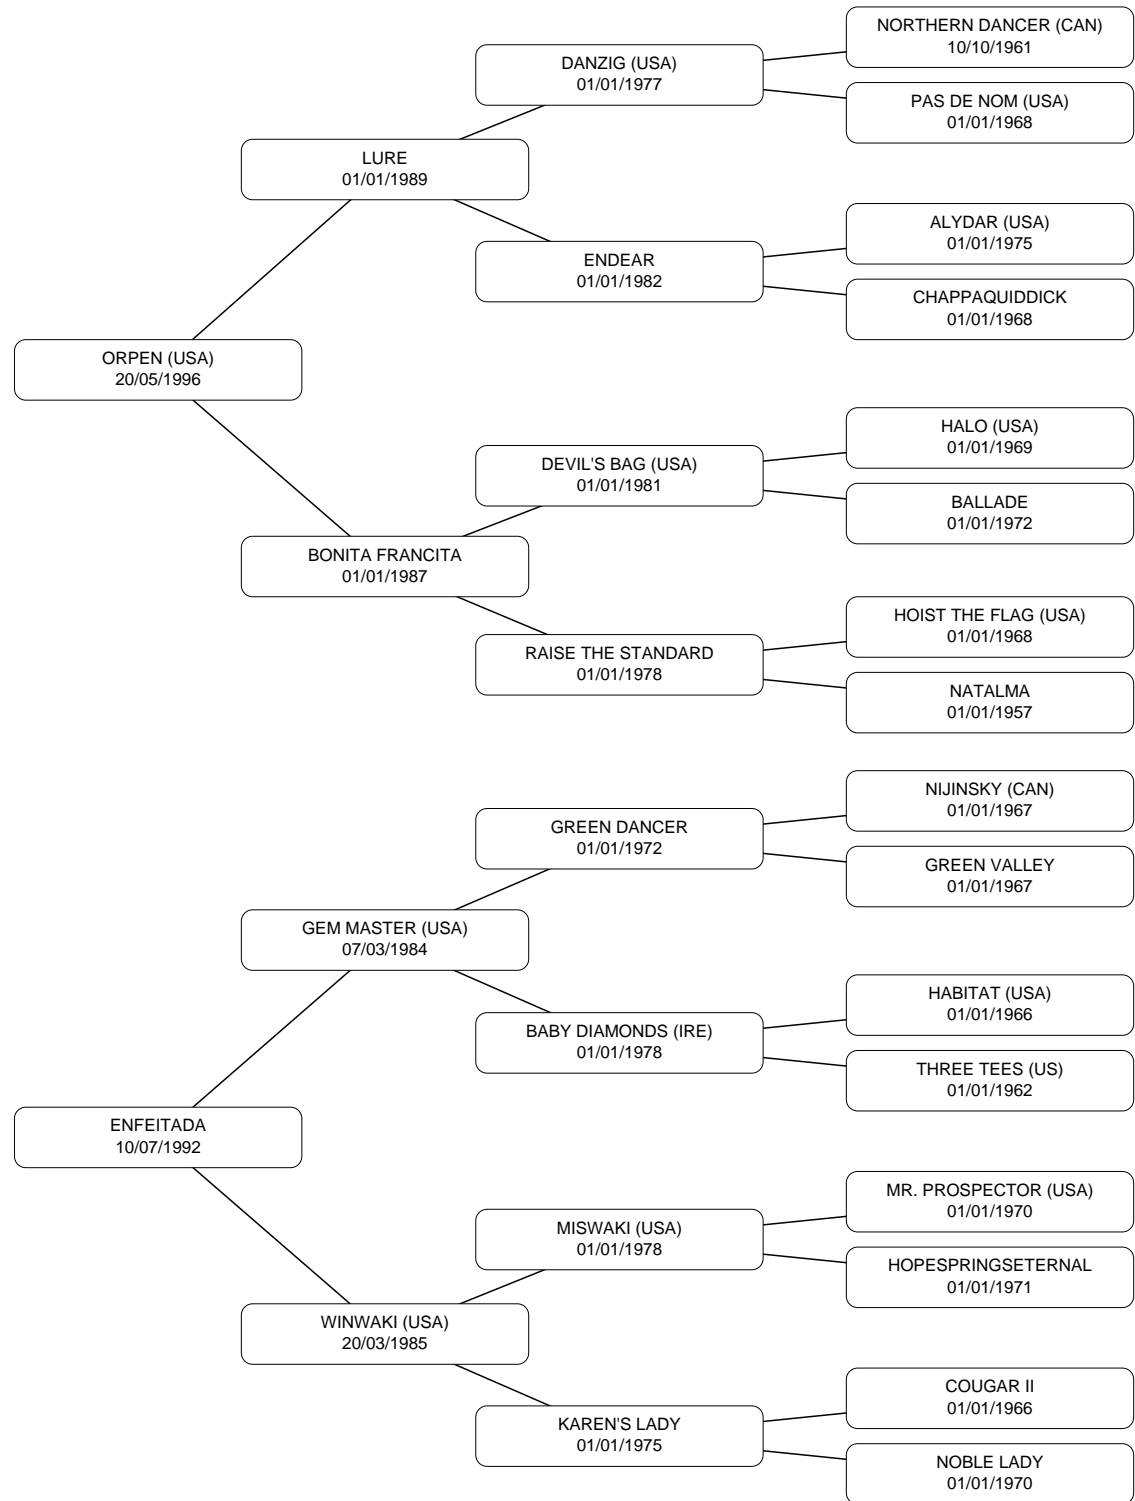 NORTHERN DANCER (CAN)
10/10/1961
DANZIG (USA)
01/01/1977
PAS DE NOM (USA)
01/01/1968
LURE
01/01/1989
ALYDAR (USA)
01/01/1975
ENDEAR
01/01/1982
CHAPPAQUIDDICK
01/01/1968
ORPEN (USA)
20/05/1996
HALO (USA)
01/01/1969
DEVIL'S BAG (USA)
01/01/1981
BALLADE
01/01/1972
BONITA FRANCITA
01/01/1987
HOIST THE FLAG (USA)
01/01/1968
RAISE THE STANDARD
01/01/1978
NATALMA
01/01/1957
NIJINSKY (CAN)
01/01/1967
GREEN DANCER
01/01/1972
GREEN VALLEY
01/01/1967
GEM MASTER (USA)
07/03/1984
HABITAT (USA)
01/01/1966
BABY DIAMONDS (IRE)
01/01/1978
THREE TEES (US)
01/01/1962
ENFEITADA
10/07/1992
MR. PROSPECTOR (USA)
01/01/1970
MISWAKI (USA)
01/01/1978
HOPESPRINGSETERNAL
01/01/1971
WINWAKI (USA)
20/03/1985
COUGAR II
01/01/1966
KAREN'S LADY
01/01/1975
NOBLE LADY
01/01/1970